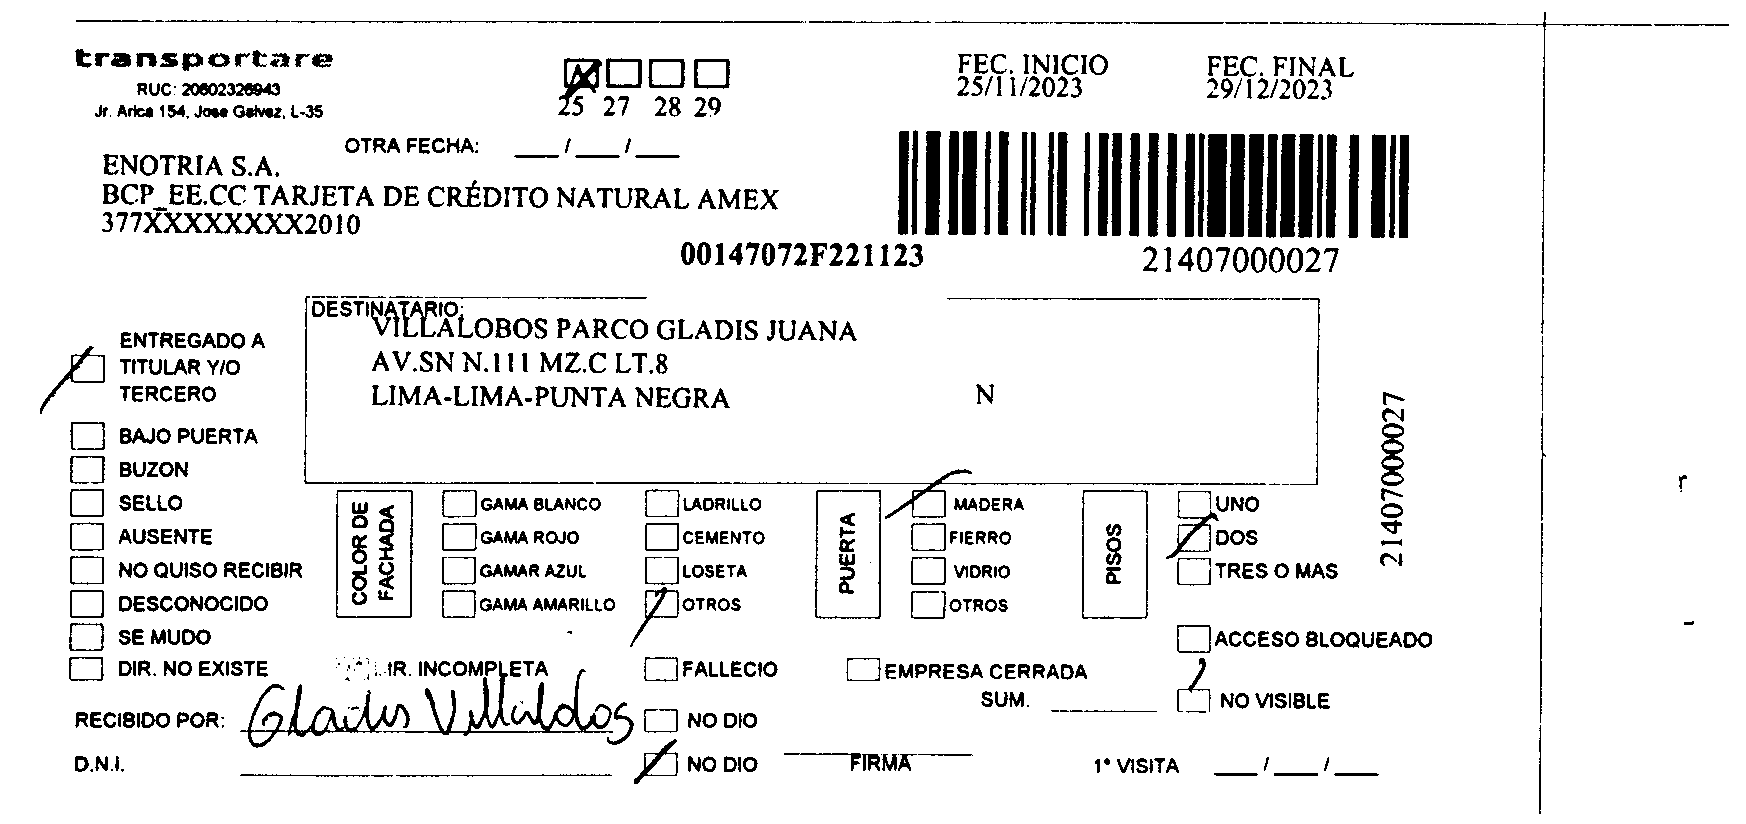 transportare
RUC: 20602326943
Jr. Arica 154, Jose Galvez, L-35
25 27 28 29
FEC. INICIO
25/11/2023
FEC. FINAL
29/12/2023
OTRA FECHA: ___/___/___
ENOTRIA S.A.
BCP_EE.CC TARJETA DE CRÉDITO NATURAL AMEX
377XXXXXXXX2010
00147072F221123
21407000027
DESTINATARIO:
VILLALOBOS PARCO GLADIS JUANA
AV.SN N.111 MZ.C LT.8
LIMA-LIMA-PUNTA NEGRA N
21407000027
ENTREGADO A
TITULAR Y/O
TERCERO
BAJO PUERTA
BUZON
SELLO
AUSENTE
NO QUISO RECIBIR
DESCONOCIDO
SE MUDO
DIR. NO EXISTE
COLOR DE
FACHADA
GAMA BLANCO
GAMA ROJO
GAMAR AZUL
GAMA AMARILLO
LADRILLO
CEMENTO
LOSETA
OTROS
PUERTA
MADERA
FIERRO
VIDRIO
OTROS
PISOS
UNO
DOS
TRES O MAS
IR. INCOMPLETA
FALLECIO
EMPRESA CERRADA
ACCESO BLOQUEADO
SUM. ______
NO VISIBLE
RECIBIDO POR: Gladis Villalobos
NO DIO
D.N.I.
NO DIO
FIRMA
1° VISITA ___/___/___